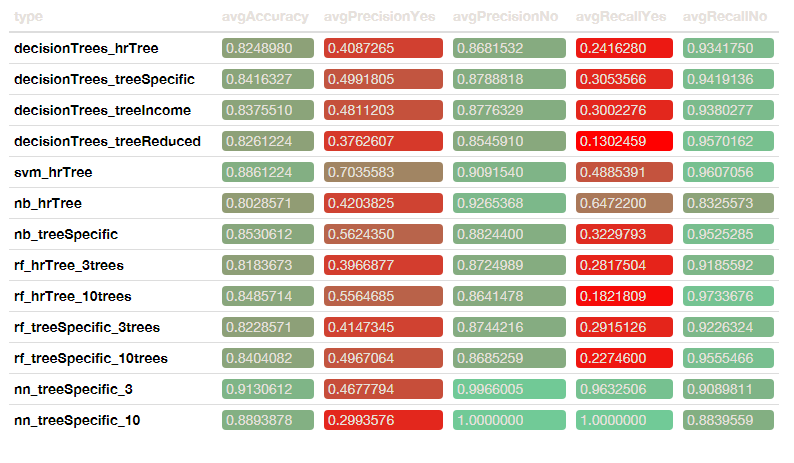 type avgAccuracy avgPrecisionYes avgPrecisionNo avgRecallYes avgRecallNo
decisionTrees_hrTree 0.8248980 0.4087265 0.8681532 0.2416280 0.9341750
decisionTrees_treeSpecific 0.8416327 0.4991805 0.8788818 0.3053566 0.9419136
decisionTrees_treeIncome 0.8375510 0.4811203 0.8776329 0.3002276 0.9380277
decisionTrees_treeReduced 0.8261224 0.3762607 0.8545910 0.1302459 0.9570162
svm_hrTree 0.8861224 0.7035583 0.9091540 0.4885391 0.9607056
nb_hrTree 0.8028571 0.4203825 0.9265368 0.6472200 0.8325573
nb_treeSpecific 0.8530612 0.5624350 0.8824400 0.3229793 0.9525285
rf_hrTree_3trees 0.8183673 0.3966877 0.8724989 0.2817504 0.9185592
rf_hrTree_10trees 0.8485714 0.5564685 0.8641478 0.1821809 0.9733676
rf_treeSpecific_3trees 0.8228571 0.4147345 0.8744216 0.2915126 0.9226324
rf_treeSpecific_10trees 0.8404082 0.4967064 0.8685259 0.2274600 0.9555466
nn_treeSpecific_3 0.9130612 0.4677794 0.9966005 0.9632506 0.9089811
nn_treeSpecific_10 0.8893878 0.2993576 1.0000000 1.0000000 0.8839559